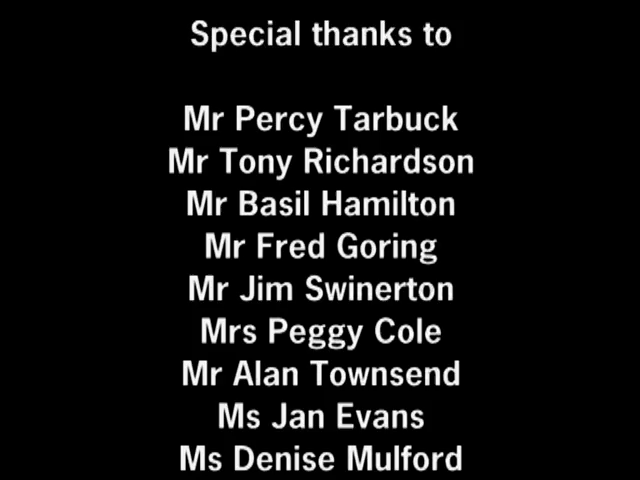 Special thanks to
Mr Percy Tarbuck
Mr Tony Richardson
Mr Basil Hamilton
Mr Fred Goring
Mr Jim Swinerton
Mrs Peggy Cole
Mr Alan Townsend
Ms Jan Evans
Ms Denise Mulford